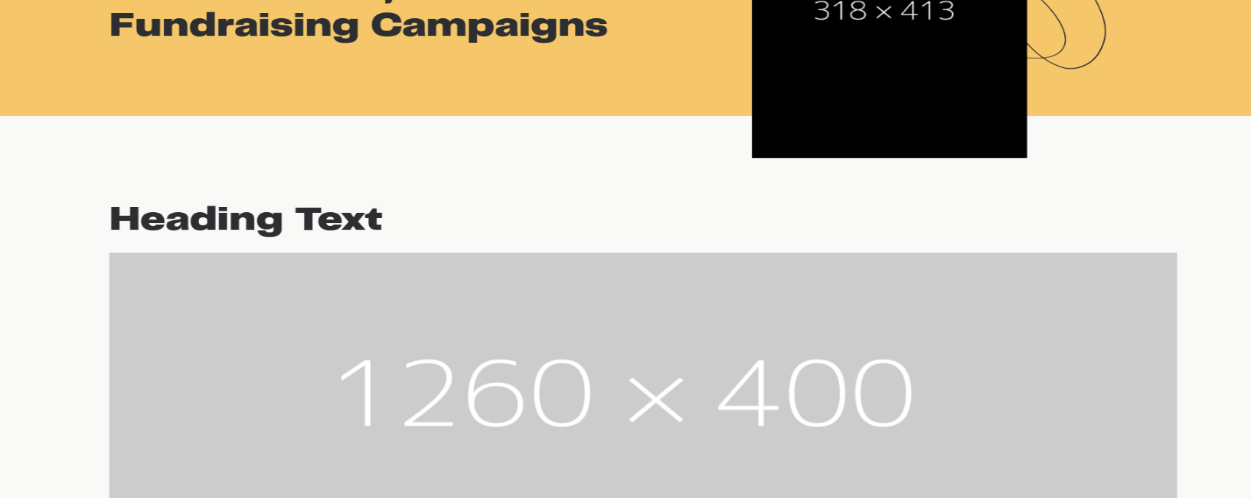 Fundraising Campaigns
318 × 413
Heading Text
1260 × 400